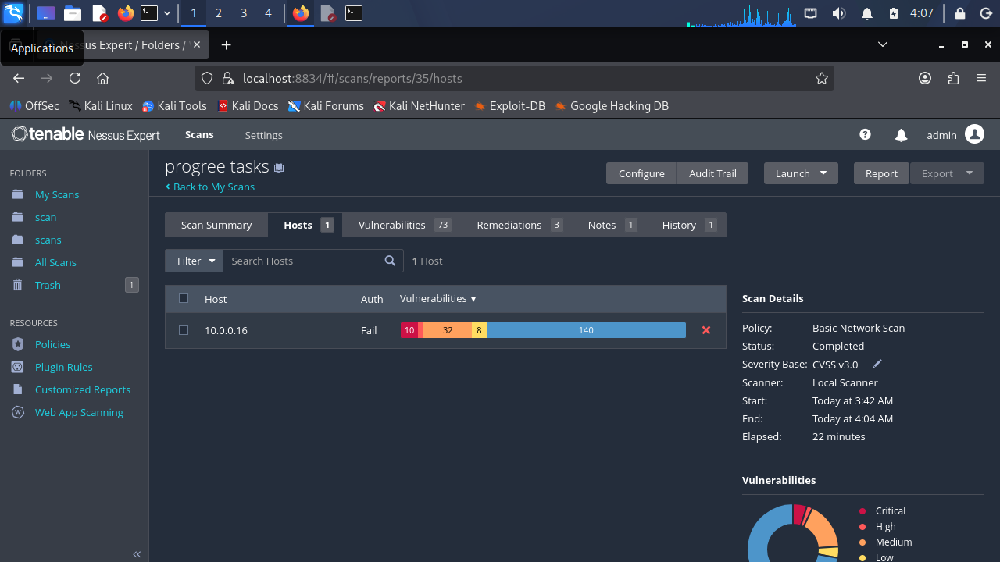 1 2 3 4 4:07
Applications
Nessus Expert / Folders /
localhost:8834/#/scans/reports/35/hosts
OffSec Kali Linux Kali Tools Kali Docs Kali Forums Kali NetHunter Exploit-DB Google Hacking DB
tenable Nessus Expert Scans Settings admin
FOLDERS
My Scans
scan
scans
All Scans
Trash 1
RESOURCES
Policies
Plugin Rules
Customized Reports
Web App Scanning
progree tasks
Back to My Scans
Configure Audit Trail Launch Report Export
Scan Summary Hosts 1 Vulnerabilities 73 Remediations 3 Notes 1 History 1
Filter Search Hosts 1 Host
Host Auth Vulnerabilities
10.0.0.16 Fail 10 32 8 140
Scan Details
Policy: Basic Network Scan
Status: Completed
Severity Base: CVSS v3.0
Scanner: Local Scanner
Start: Today at 3:42 AM
End: Today at 4:04 AM
Elapsed: 22 minutes
Vulnerabilities
Critical
High
Medium
Low